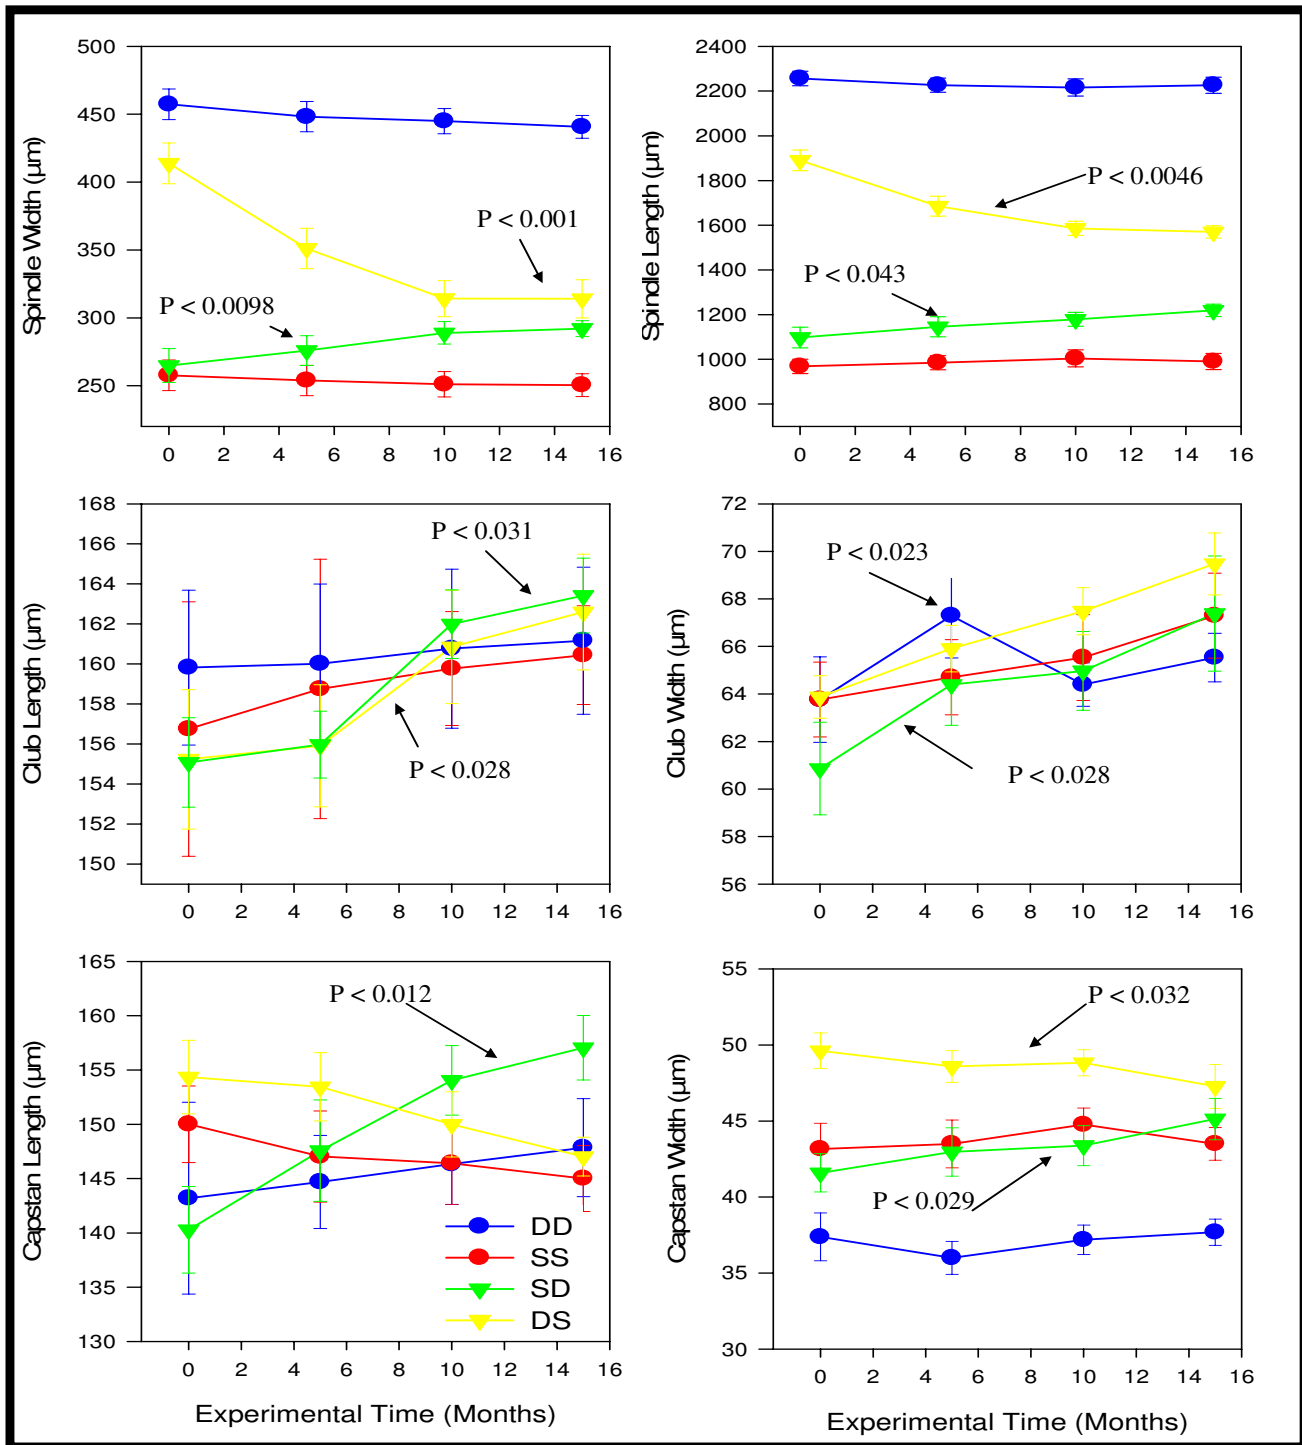 500
450
400
350
300
250
Spindle Width (µm)
P < 0.001
P < 0.0098
0 2 4 6 8 10 12 14 16
2400
2200
2000
1800
1600
1400
1200
1000
800
Spindle Length (µm)
P < 0.0046
P < 0.043
0 2 4 6 8 10 12 14 16
168
166
164
162
160
158
156
154
152
150
Club Length (µm)
P < 0.031
P < 0.028
0 2 4 6 8 10 12 14 16
72
70
68
66
64
62
60
58
56
Club Width (µm)
P < 0.023
P < 0.028
0 2 4 6 8 10 12 14 16
165
160
155
150
145
140
135
130
Capstan Length (µm)
P < 0.012
DD
SS
SD
DS
0 2 4 6 8 10 12 14 16
Experimental Time (Months)
55
50
45
40
35
30
Capstan Width (µm)
P < 0.032
P < 0.029
0 2 4 6 8 10 12 14 16
Experimental Time (Months)